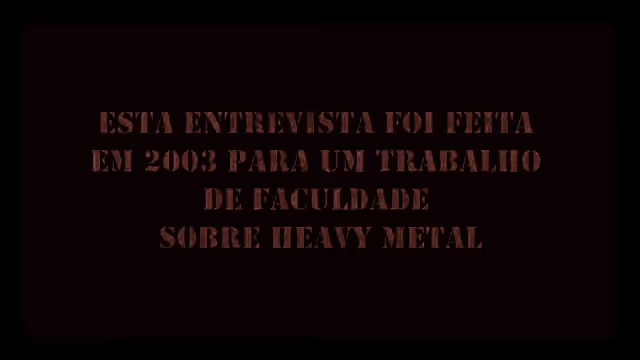 ESTA ENTREVISTA FOI FEITA
EM 2003 PARA UM TRABALHO
DE FACULDADE
SOBRE HEAVY METAL